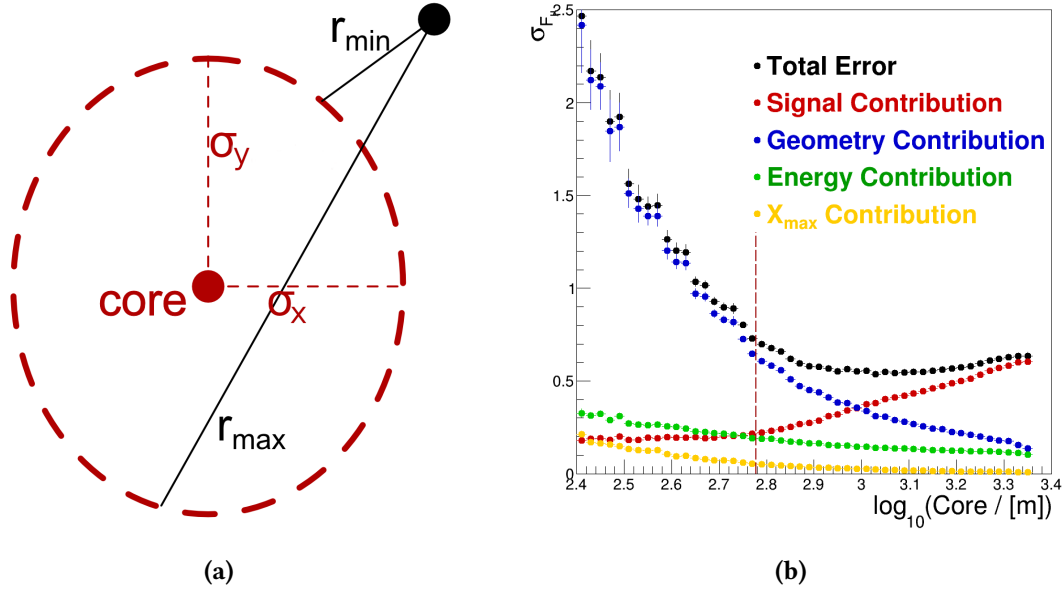 r_min
σ_y
core
σ_x
r_max
(a)
σ_F
2.5
2
1.5
1
0.5
0
Total Error
Signal Contribution
Geometry Contribution
Energy Contribution
X_max Contribution
2.4 2.5 2.6 2.7 2.8 2.9 3 3.1 3.2 3.3 3.4
log_10(Core / [m])
(b)